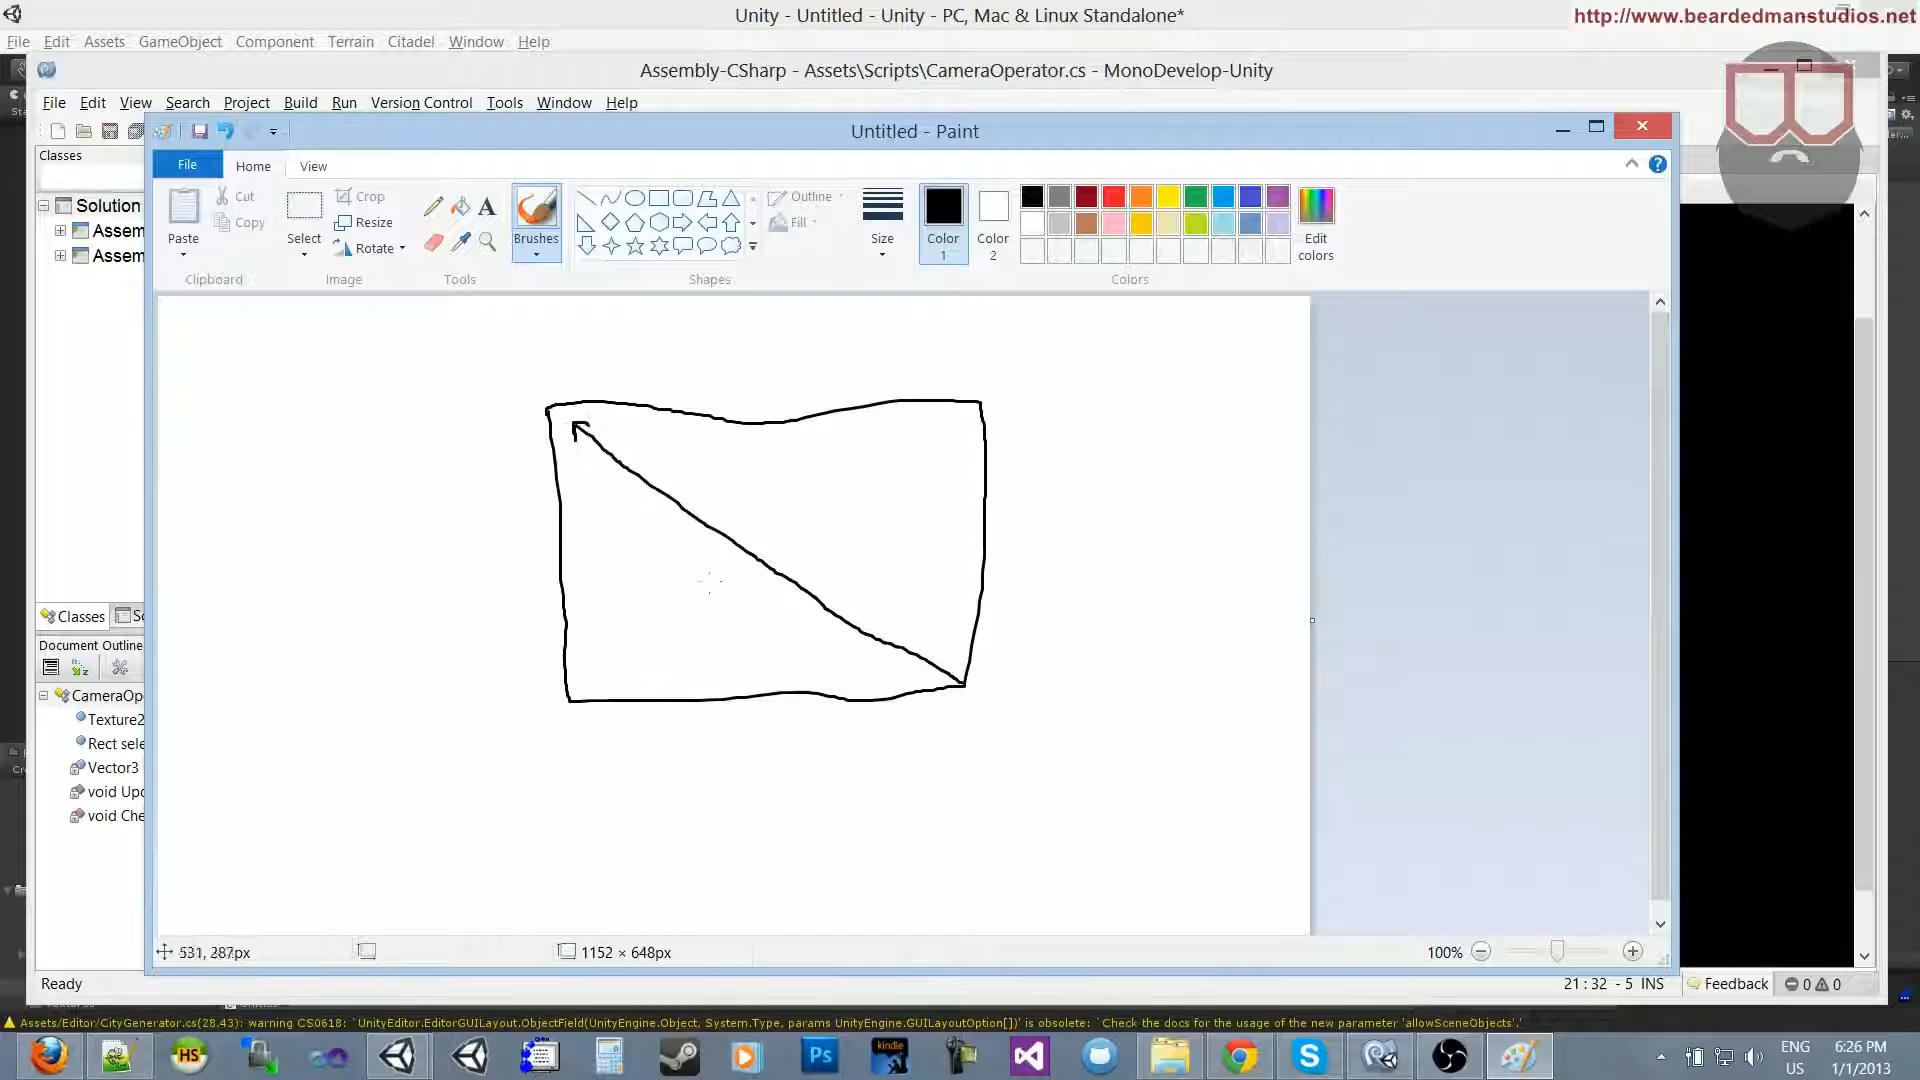 Unity - Untitled - Unity - PC, Mac & Linux Standalone*
http://www.beardedmanstudios.net
File Edit Assets GameObject Component Terrain Citadel Window Help
Assembly-CSharp - Assets\Scripts\CameraOperator.cs - MonoDevelop-Unity
File Edit View Search Project Build Run Version Control Tools Window Help
Untitled - Paint
Classes
File Home View
Paste
Cut
Copy
Clipboard
Select
Crop
Resize
Rotate
Image
Tools
Brushes
Shapes
Outline
Fill
Size
Color 1
Color 2
Edit colors
Colors
Solution
Assem
Assem
Classes
Document Outline
CameraOp
Texture2
Rect sele
Vector3
void Upd
void Che
531, 287px
1152 × 648px
100%
Ready
21 : 32 - 5 INS
Feedback
0 0
Assets/Editor/CityGenerator.cs(28,43): warning CS0618: `UnityEditor.EditorGUILayout.ObjectField(UnityEngine.Object, System.Type, params UnityEngine.GUILayoutOption[])' is obsolete: `Check the docs for the usage of the new parameter 'allowSceneObjects'.'
HS
Ps
kindle
ENG
US
6:26 PM
1/1/2013